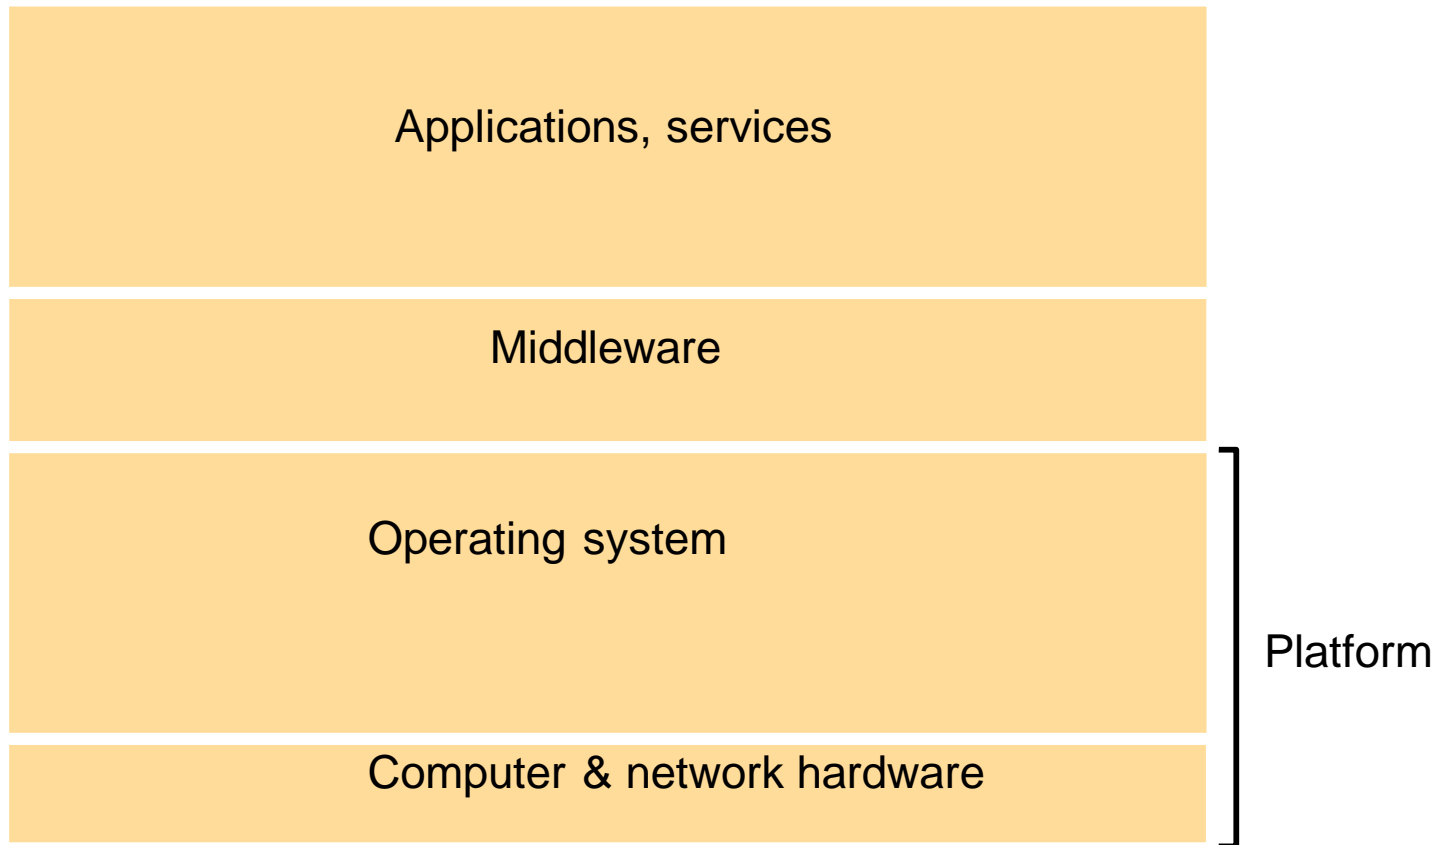 Applications, services
Middleware
Operating system
Platform
Computer & network hardware